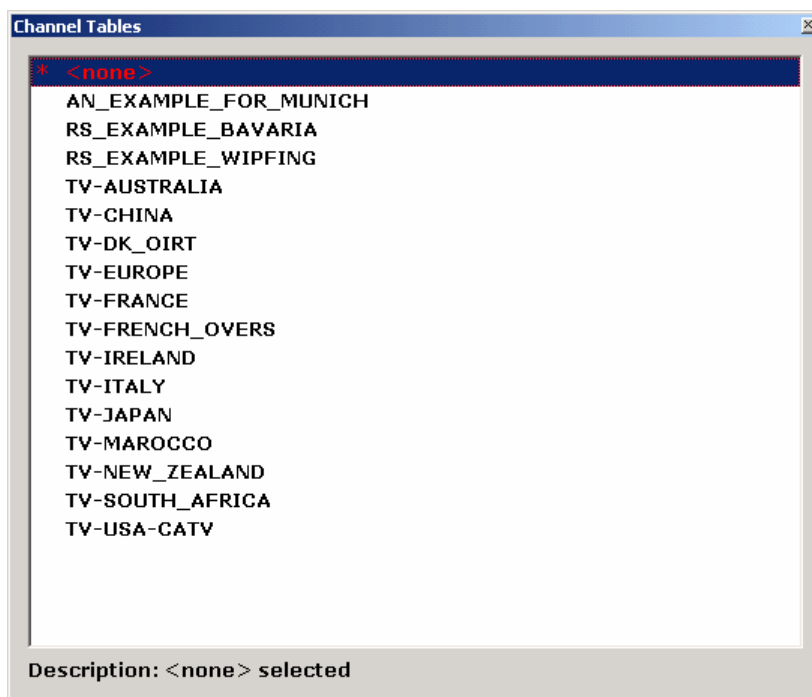 Channel Tables
* <none>
AN_EXAMPLE_FOR_MUNICH
RS_EXAMPLE_BAVARIA
RS_EXAMPLE_WIPFING
TV-AUSTRALIA
TV-CHINA
TV-DK_OIRT
TV-EUROPE
TV-FRANCE
TV-FRENCH_OVERS
TV-IRELAND
TV-ITALY
TV-JAPAN
TV-MAROCCO
TV-NEW_ZEALAND
TV-SOUTH_AFRICA
TV-USA-CATV
Description: <none> selected